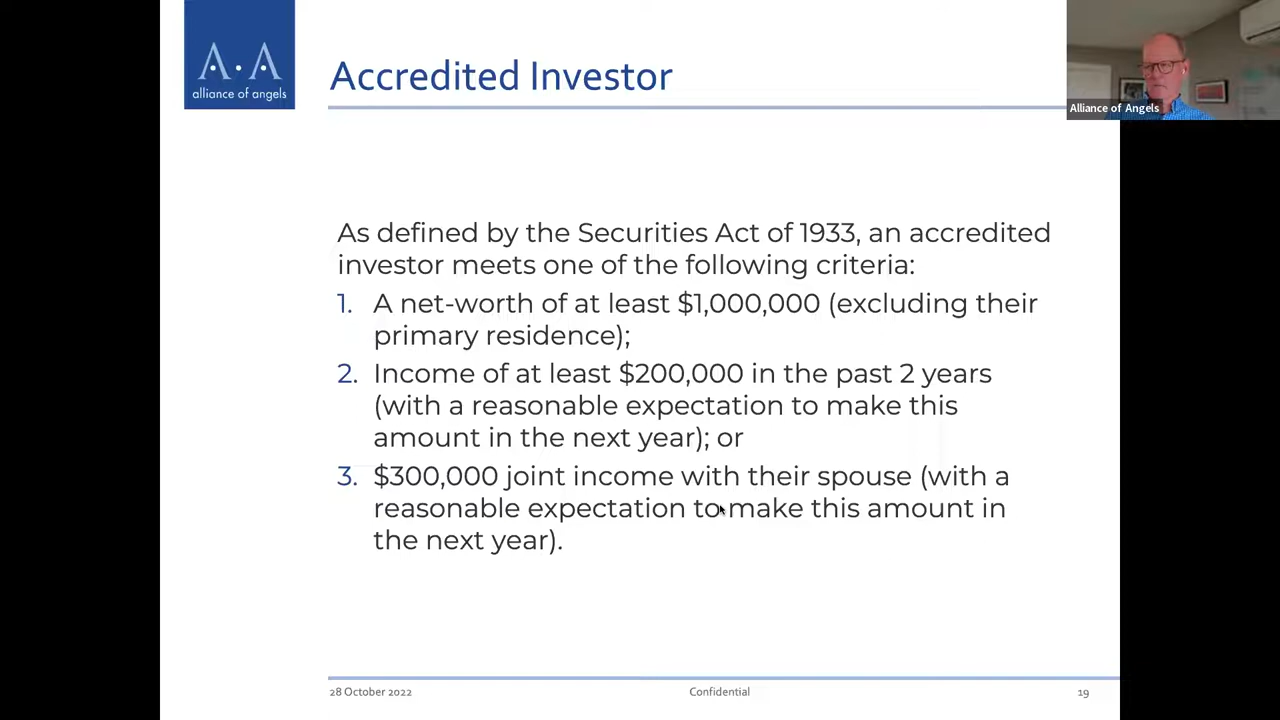 A·A
alliance of angels
Accredited Investor
Alliance of Angels
As defined by the Securities Act of 1933, an accredited
investor meets one of the following criteria:
1. A net-worth of at least $1,000,000 (excluding their
primary residence);
2. Income of at least $200,000 in the past 2 years
(with a reasonable expectation to make this
amount in the next year); or
3. $300,000 joint income with their spouse (with a
reasonable expectation to make this amount in
the next year).
28 October 2022
Confidential
19